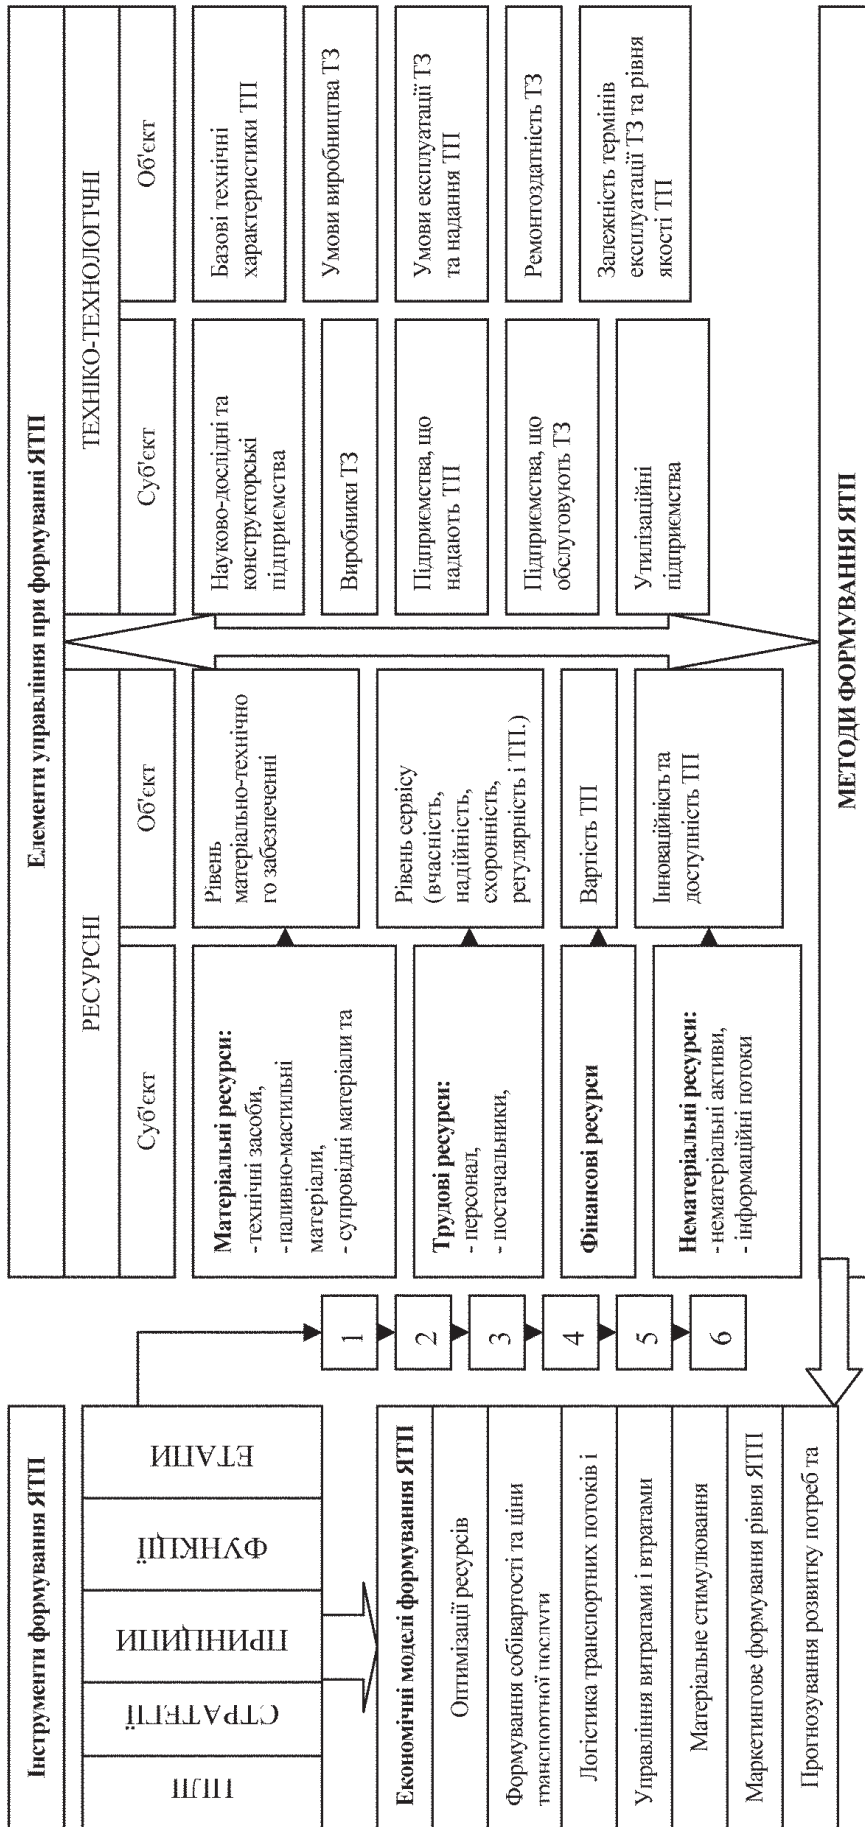 Інструменти формування ЯТП
ЦІЛІ
СТРАТЕГІЇ
ПРИНЦИПИ
ФУНКЦІЇ
ЕТАПИ
Економічні моделі формування ЯТП
Оптимізації ресурсів
Формування собівартості та ціни
транспортної послуги
Логістика транспортних потоків і
Управління витратами і втратами
Матеріальне стимулювання
Маркетингове формування рівня ЯТП
Прогнозування розвитку потреб та
1
2
3
4
5
6
Елементи управління при формуванні ЯТП
РЕСУРСНІ
Суб'єкт
Об'єкт
Матеріальні ресурси:
- технічні засоби,
- паливно-мастильні
матеріали,
- супровідні матеріали та
Рівень
матеріально-технічно
го забезпеченні
Трудові ресурси:
- персонал,
- постачальники,
Рівень сервісу
(вчасність,
надійність,
схоронність,
регулярність і ТП.)
Фінансові ресурси
Вартість ТП
Нематеріальні ресурси:
- нематеріальні активи,
- інформаційні потоки
Інноваційність та
доступність ТП
ТЕХНІКО-ТЕХНОЛОГІЧНІ
Суб'єкт
Об'єкт
Науково-дослідні та
конструкторські
підприємства
Базові технічні
характеристики ТП
Виробники ТЗ
Умови виробництва ТЗ
Підприємства, що
надають ТП
Умови експлуатації ТЗ
та надання ТП
Підприємства, що
обслуговують ТЗ
Ремонтоздатність ТЗ
Утилізаційні
підприємства
Залежність термінів
експлуатації ТЗ та рівня
якості ТП
МЕТОДИ ФОРМУВАННЯ ЯТП